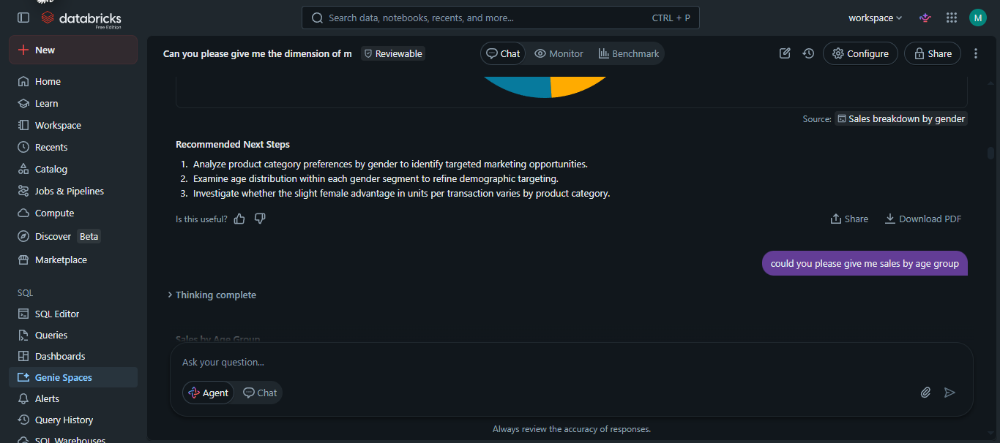 databricks
Free Edition
Search data, notebooks, recents, and more...
CTRL + P
workspace
M
New
Home
Learn
Workspace
Recents
Catalog
Jobs & Pipelines
Compute
Discover Beta
Marketplace
SQL
SQL Editor
Queries
Dashboards
Genie Spaces
Alerts
Query History
SQL Warehouses
Can you please give me the dimension of m
Reviewable
Chat
Monitor
Benchmark
Configure
Share
Source: Sales breakdown by gender
Recommended Next Steps
1. Analyze product category preferences by gender to identify targeted marketing opportunities.
2. Examine age distribution within each gender segment to refine demographic targeting.
3. Investigate whether the slight female advantage in units per transaction varies by product category.
Is this useful?
Share
Download PDF
could you please give me sales by age group
Thinking complete
Sales by Age Group
Ask your question...
Agent
Chat
Always review the accuracy of responses.